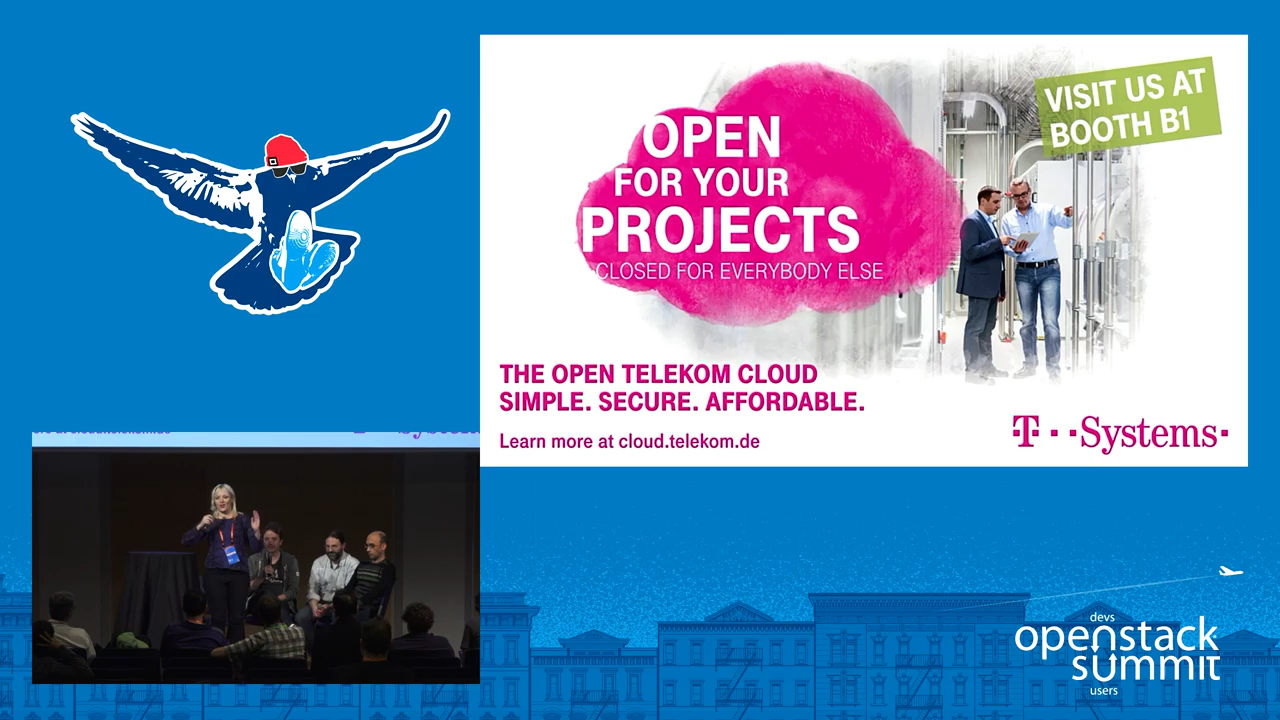 OPEN
FOR YOUR
PROJECTS
CLOSED FOR EVERYBODY ELSE
VISIT US AT
BOOTH B1
THE OPEN TELEKOM CLOUD
SIMPLE. SECURE. AFFORDABLE.
Learn more at cloud.telekom.de
T··Systems·
devs
openstack
summit
users